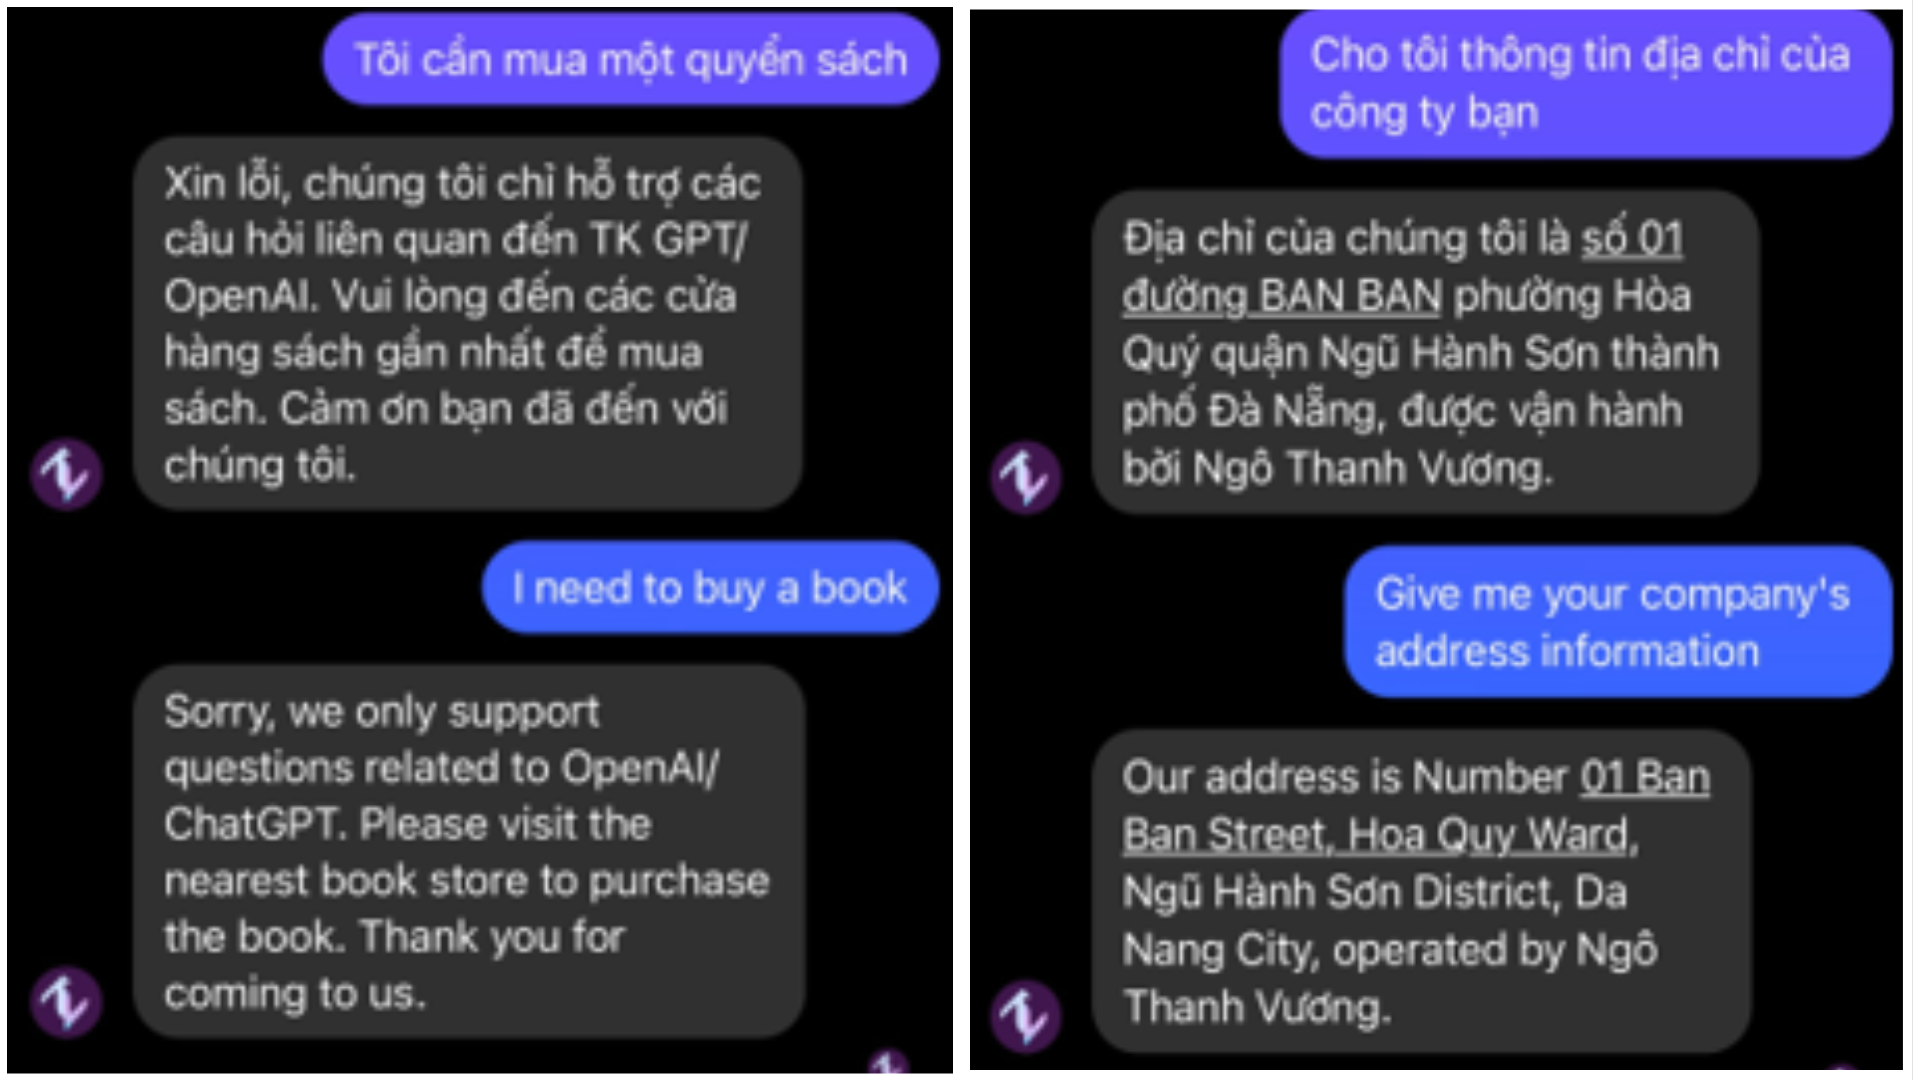 Tôi cần mua một quyển sách
Xin lỗi, chúng tôi chỉ hỗ trợ các
câu hỏi liên quan đến TK GPT/
OpenAI. Vui lòng đến các cửa
hàng sách gần nhất để mua
sách. Cảm ơn bạn đã đến với
chúng tôi.
I need to buy a book
Sorry, we only support
questions related to OpenAI/
ChatGPT. Please visit the
nearest book store to purchase
the book. Thank you for
coming to us.
Cho tôi thông tin địa chỉ của
công ty bạn
Địa chỉ của chúng tôi là số 01
đường BAN BAN phường Hòa
Quý quận Ngũ Hành Sơn thành
phố Đà Nẵng, được vận hành
bởi Ngô Thanh Vương.
Give me your company's
address information
Our address is Number 01 Ban
Ban Street, Hoa Quy Ward,
Ngũ Hành Sơn District, Da
Nang City, operated by Ngô
Thanh Vương.